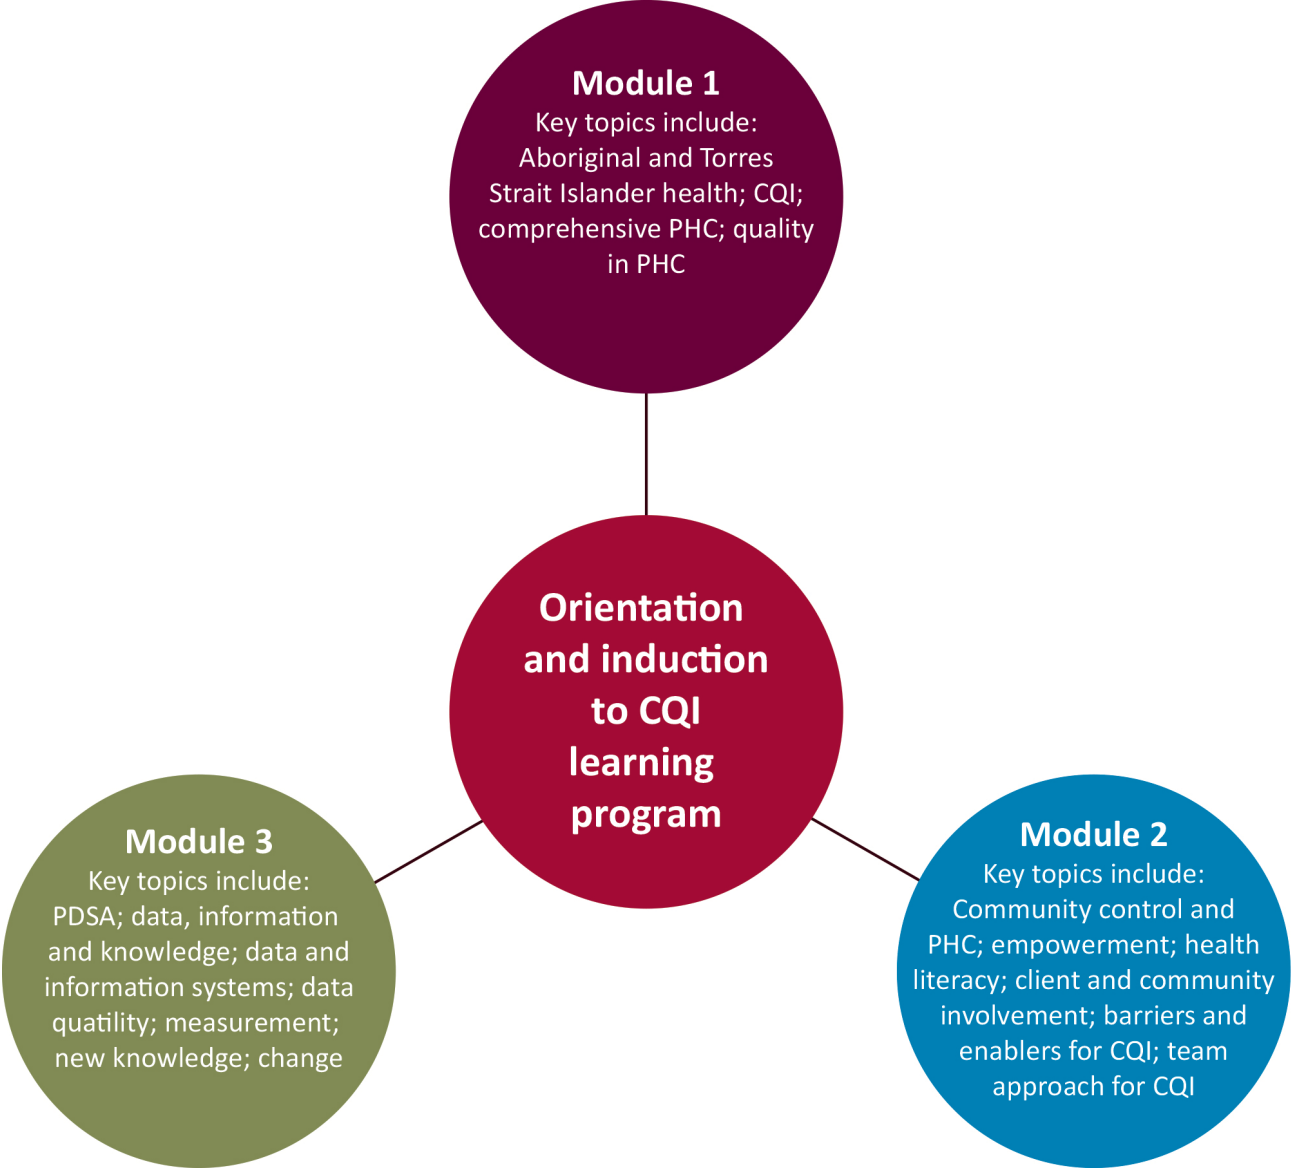 Module 1
Key topics include:
Aboriginal and Torres
Strait Islander health; CQI;
comprehensive PHC; quality
in PHC
Orientation
and induction
to CQI
learning
program
Module 3
Key topics include:
PDSA; data, information
and knowledge; data and
information systems; data
quatility; measurement;
new knowledge; change
Module 2
Key topics include:
Community control and
PHC; empowerment; health
literacy; client and community
involvement; barriers and
enablers for CQI; team
approach for CQI